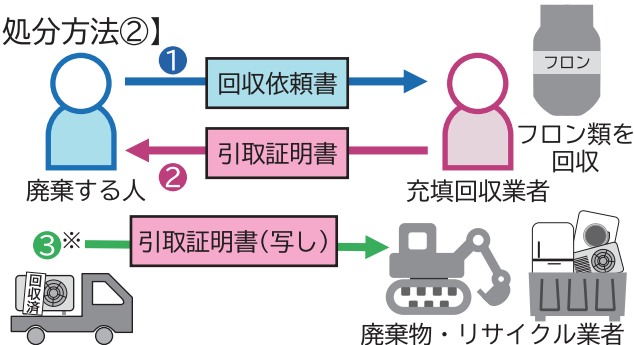 処分方法②】
❶
回収依頼書
フロン
引取証明書
❷
フロン類を
回収
廃棄する人
充填回収業者
❸※
引取証明書(写し)
回収済
廃棄物・リサイクル業者